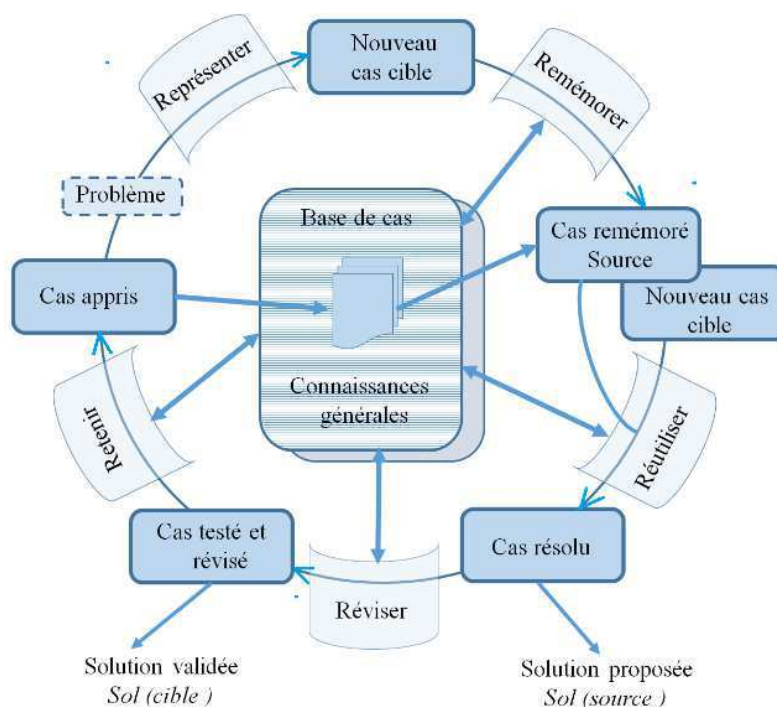 Nouveau
cas cible
Représenter
Remémorer
Problème
Base de cas
Cas remémoré
Source
Cas appris
Nouveau cas
cible
Connaissances
générales
Retenir
Réutiliser
Cas testé et
révisé
Cas résolu
Réviser
Solution validée
Sol (cible )
Solution proposée
Sol (source )